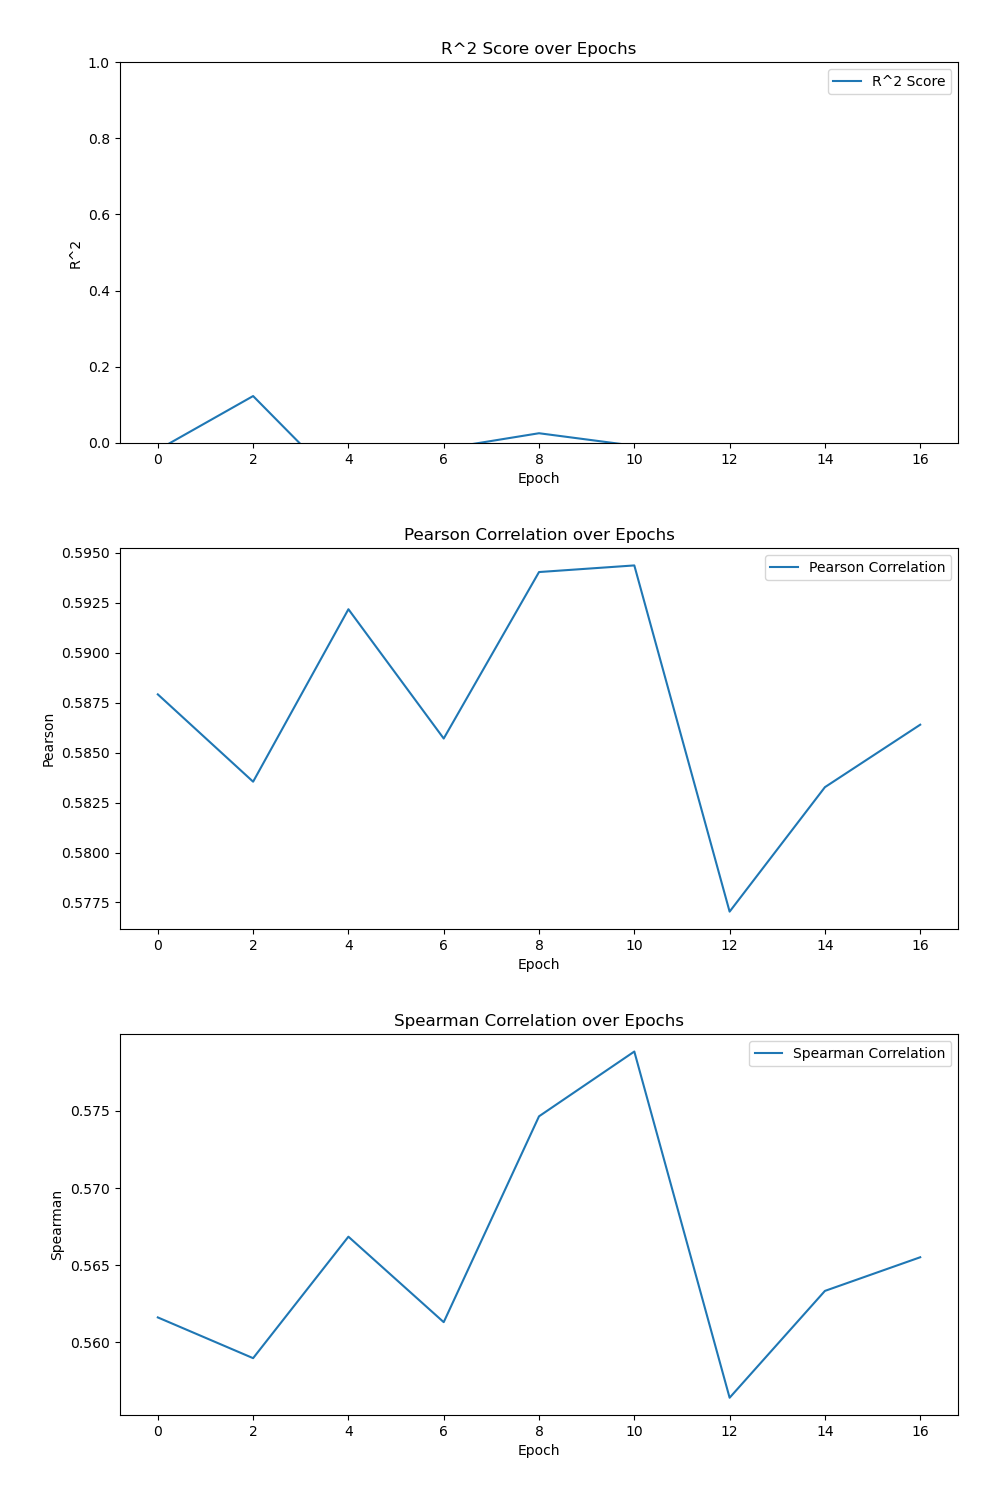 R^2 Score over Epochs
1.0
R^2 Score
0.8
0.6
R^2
0.4
0.2
0.0
0 2 4 6 8 10 12 14 16
Epoch
Pearson Correlation over Epochs
0.5950
Pearson Correlation
0.5925
0.5900
0.5875
Pearson
0.5850
0.5825
0.5800
0.5775
0 2 4 6 8 10 12 14 16
Epoch
Spearman Correlation over Epochs
Spearman Correlation
0.575
0.570
Spearman
0.565
0.560
0 2 4 6 8 10 12 14 16
Epoch